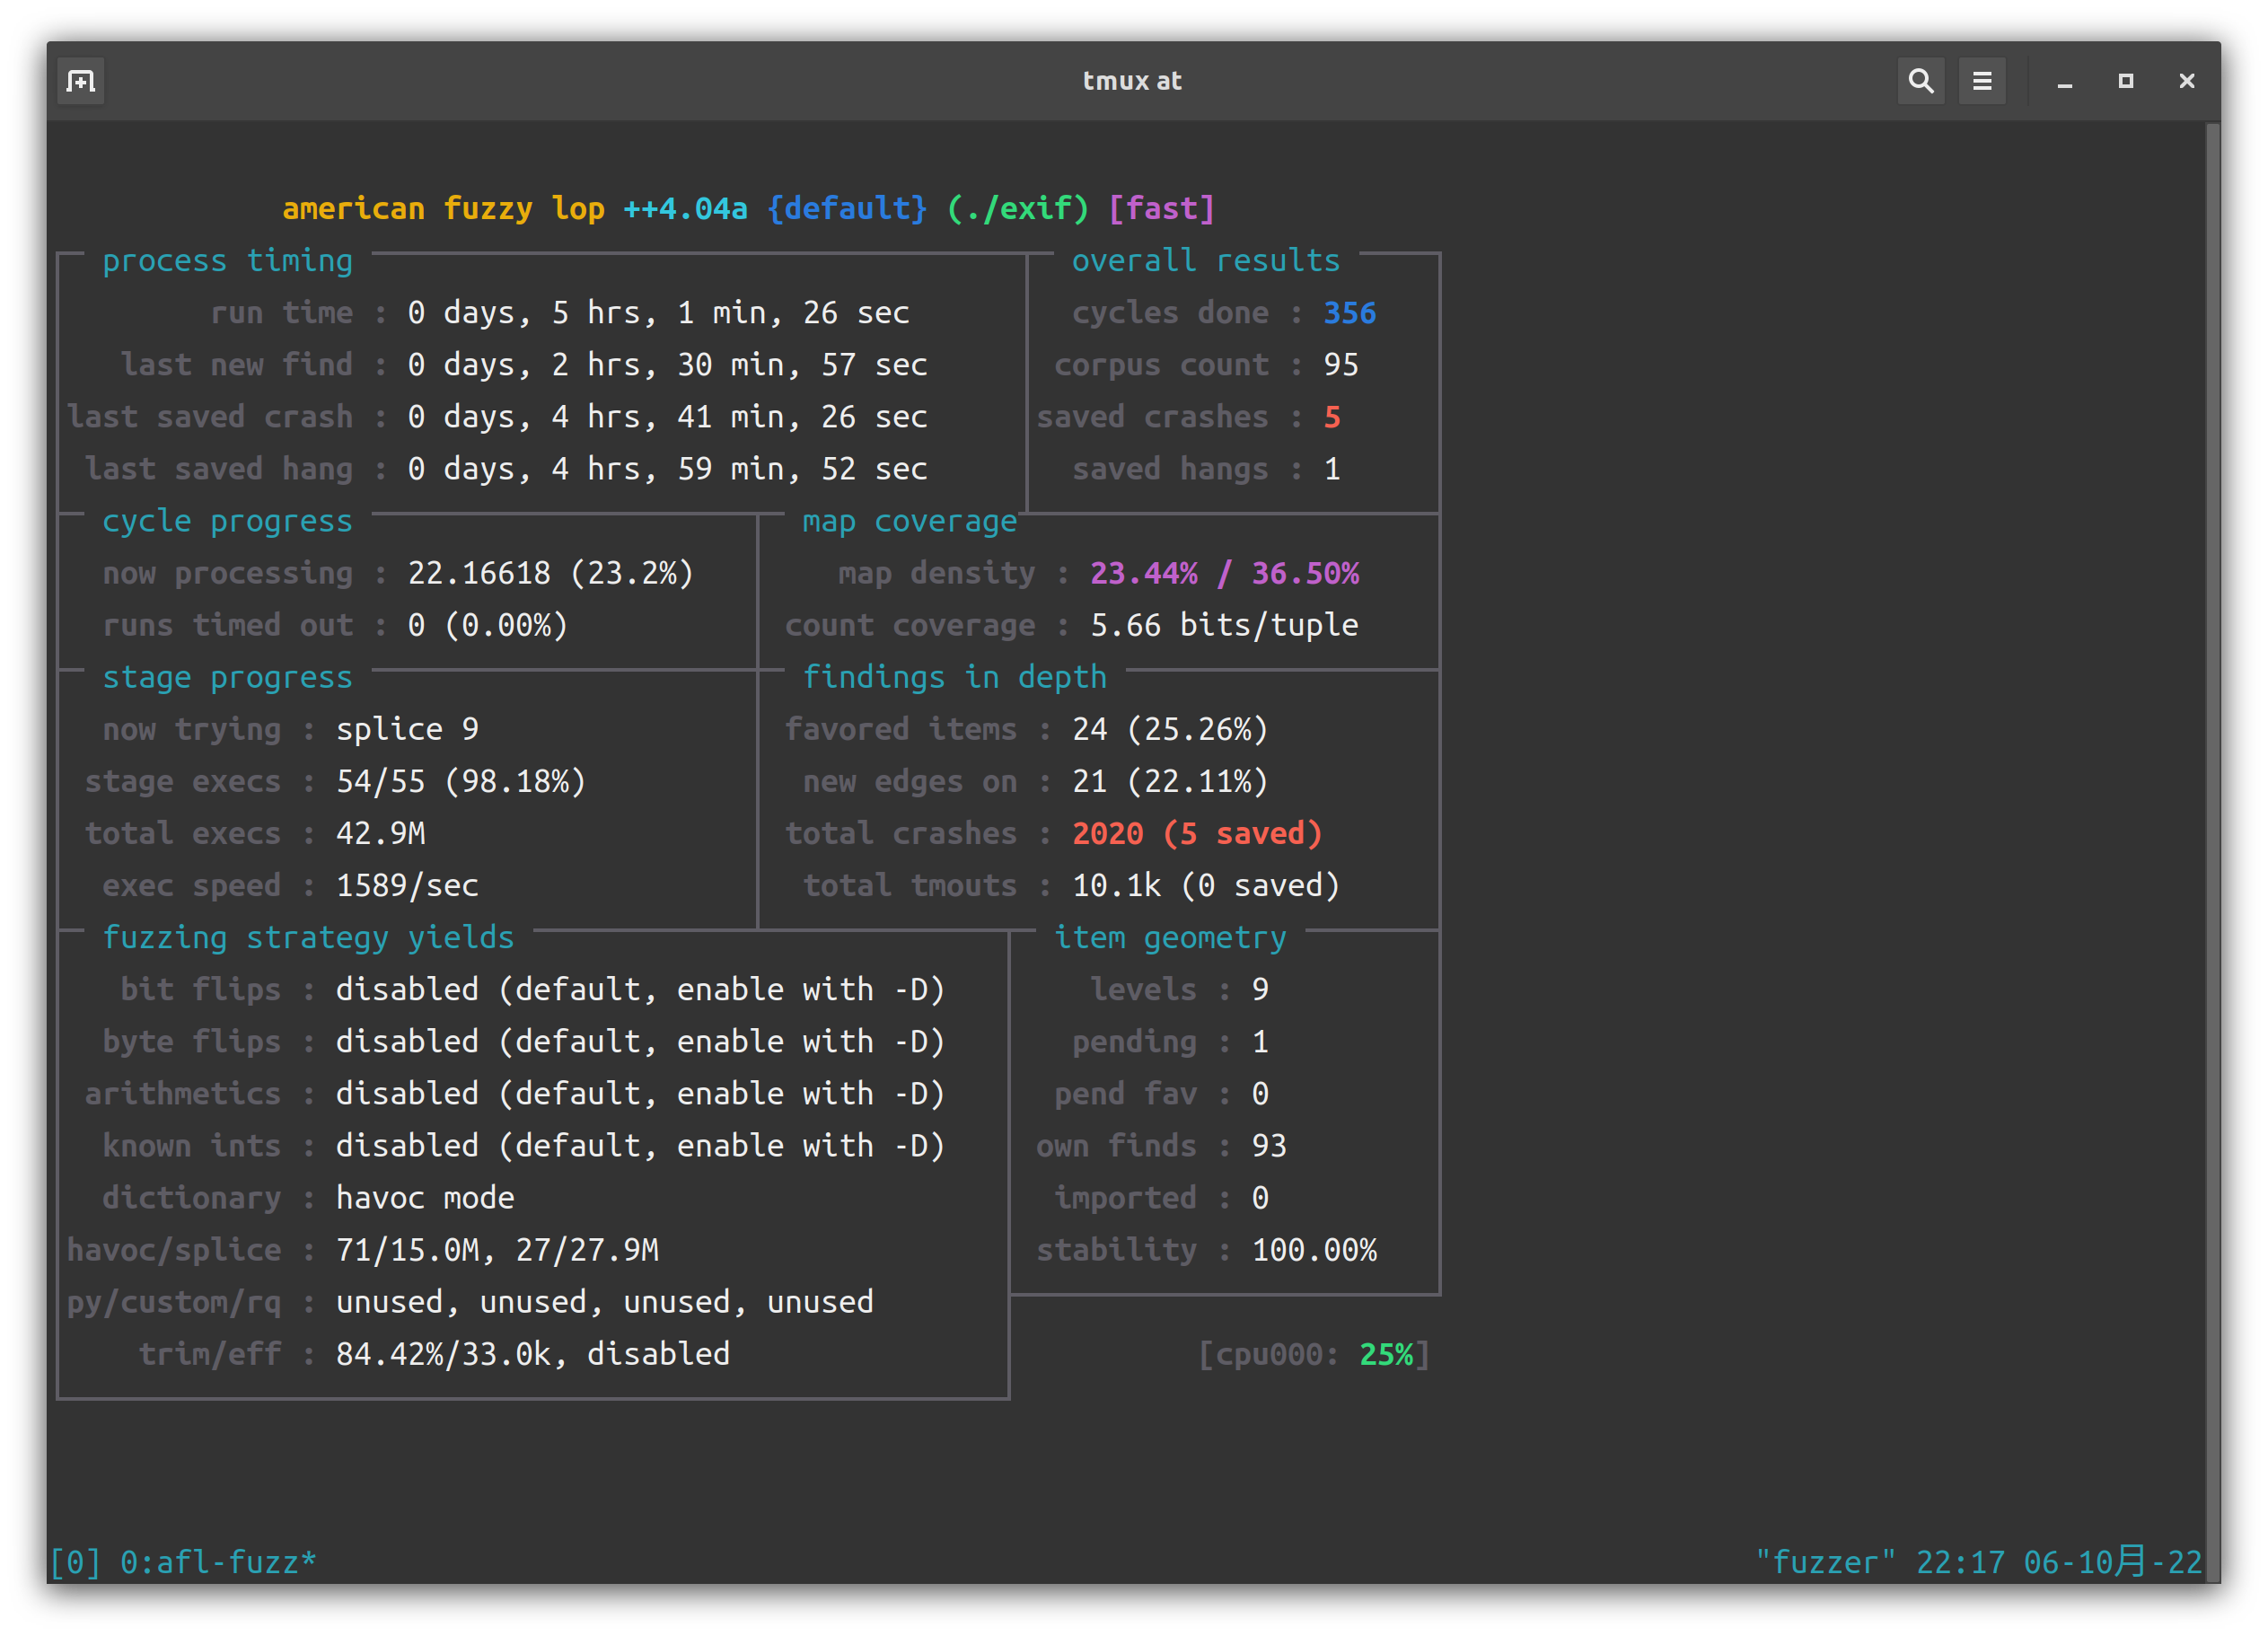 tmux at
american fuzzy lop ++4.04a {default} (./exif) [fast]
process timing overall results
run time : 0 days, 5 hrs, 1 min, 26 sec cycles done : 356
last new find : 0 days, 2 hrs, 30 min, 57 sec corpus count : 95
last saved crash : 0 days, 4 hrs, 41 min, 26 sec saved crashes : 5
last saved hang : 0 days, 4 hrs, 59 min, 52 sec saved hangs : 1
cycle progress map coverage
now processing : 22.16618 (23.2%) map density : 23.44% / 36.50%
runs timed out : 0 (0.00%) count coverage : 5.66 bits/tuple
stage progress findings in depth
now trying : splice 9 favored items : 24 (25.26%)
stage execs : 54/55 (98.18%) new edges on : 21 (22.11%)
total execs : 42.9M total crashes : 2020 (5 saved)
exec speed : 1589/sec total tmouts : 10.1k (0 saved)
fuzzing strategy yields item geometry
bit flips : disabled (default, enable with -D) levels : 9
byte flips : disabled (default, enable with -D) pending : 1
arithmetics : disabled (default, enable with -D) pend fav : 0
known ints : disabled (default, enable with -D) own finds : 93
dictionary : havoc mode imported : 0
havoc/splice : 71/15.0M, 27/27.9M stability : 100.00%
py/custom/rq : unused, unused, unused, unused
trim/eff : 84.42%/33.0k, disabled [cpu000: 25%]
[0] 0:afl-fuzz* "fuzzer" 22:17 06-10月-22